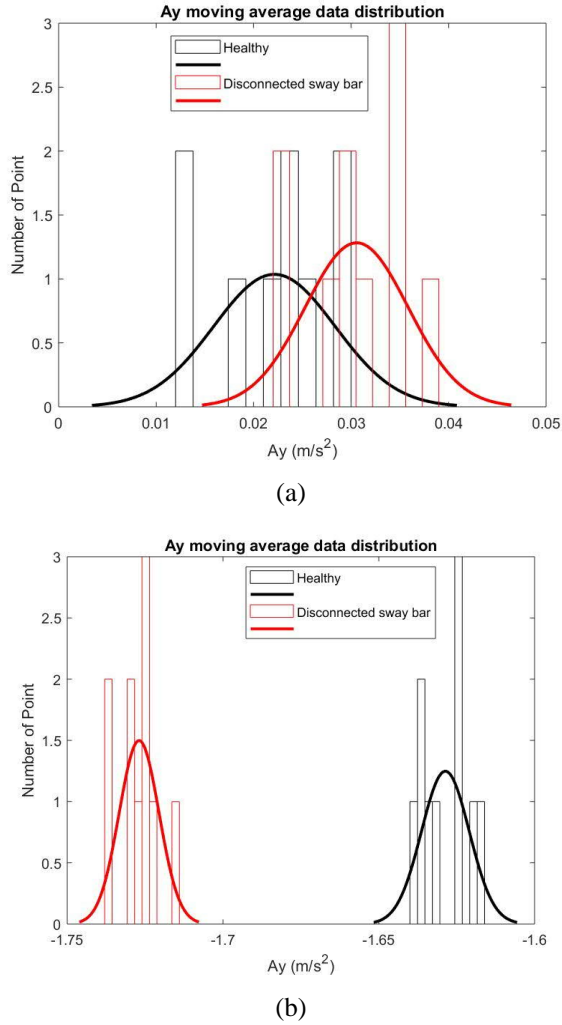 Ay moving average data distribution
3
2.5
2
1.5
1
0.5
0
Number of Point
Healthy
Disconnected sway bar
0 0.01 0.02 0.03 0.04 0.05
Ay (m/s²)
(a)
Ay moving average data distribution
3
2.5
2
1.5
1
0.5
0
Number of Point
Healthy
Disconnected sway bar
-1.75 -1.7 -1.65 -1.6
Ay (m/s²)
(b)